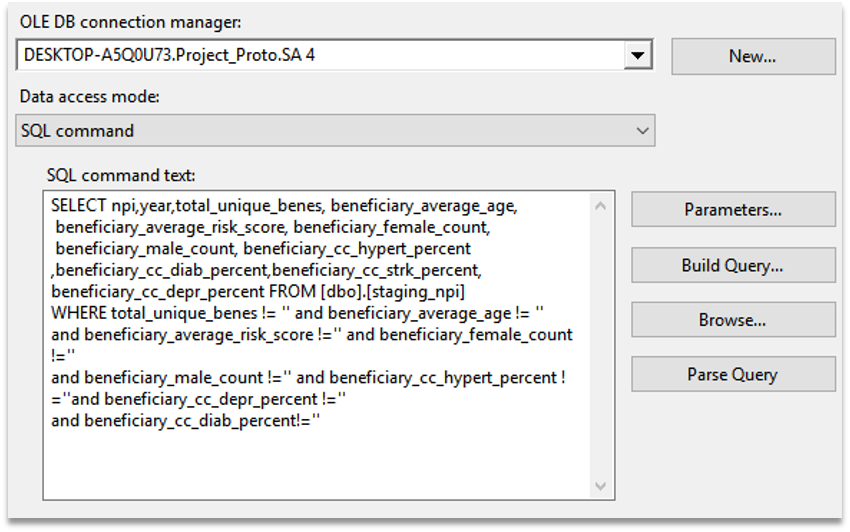 OLE DB connection manager:
DESKTOP-A5Q0U73.Project_Proto.SA 4
New...
Data access mode:
SQL command
SQL command text:
SELECT npi,year,total_unique_benes, beneficiary_average_age,
beneficiary_average_risk_score, beneficiary_female_count,
beneficiary_male_count, beneficiary_cc_hypert_percent
,beneficiary_cc_diab_percent,beneficiary_cc_strk_percent,
beneficiary_cc_depr_percent FROM [dbo].[staging_npi]
WHERE total_unique_benes != '' and beneficiary_average_age != ''
and beneficiary_average_risk_score !='' and beneficiary_female_count
!=''
and beneficiary_male_count !='' and beneficiary_cc_hypert_percent !
=''and beneficiary_cc_depr_percent !=''
and beneficiary_cc_diab_percent!=''
Parameters...
Build Query...
Browse...
Parse Query